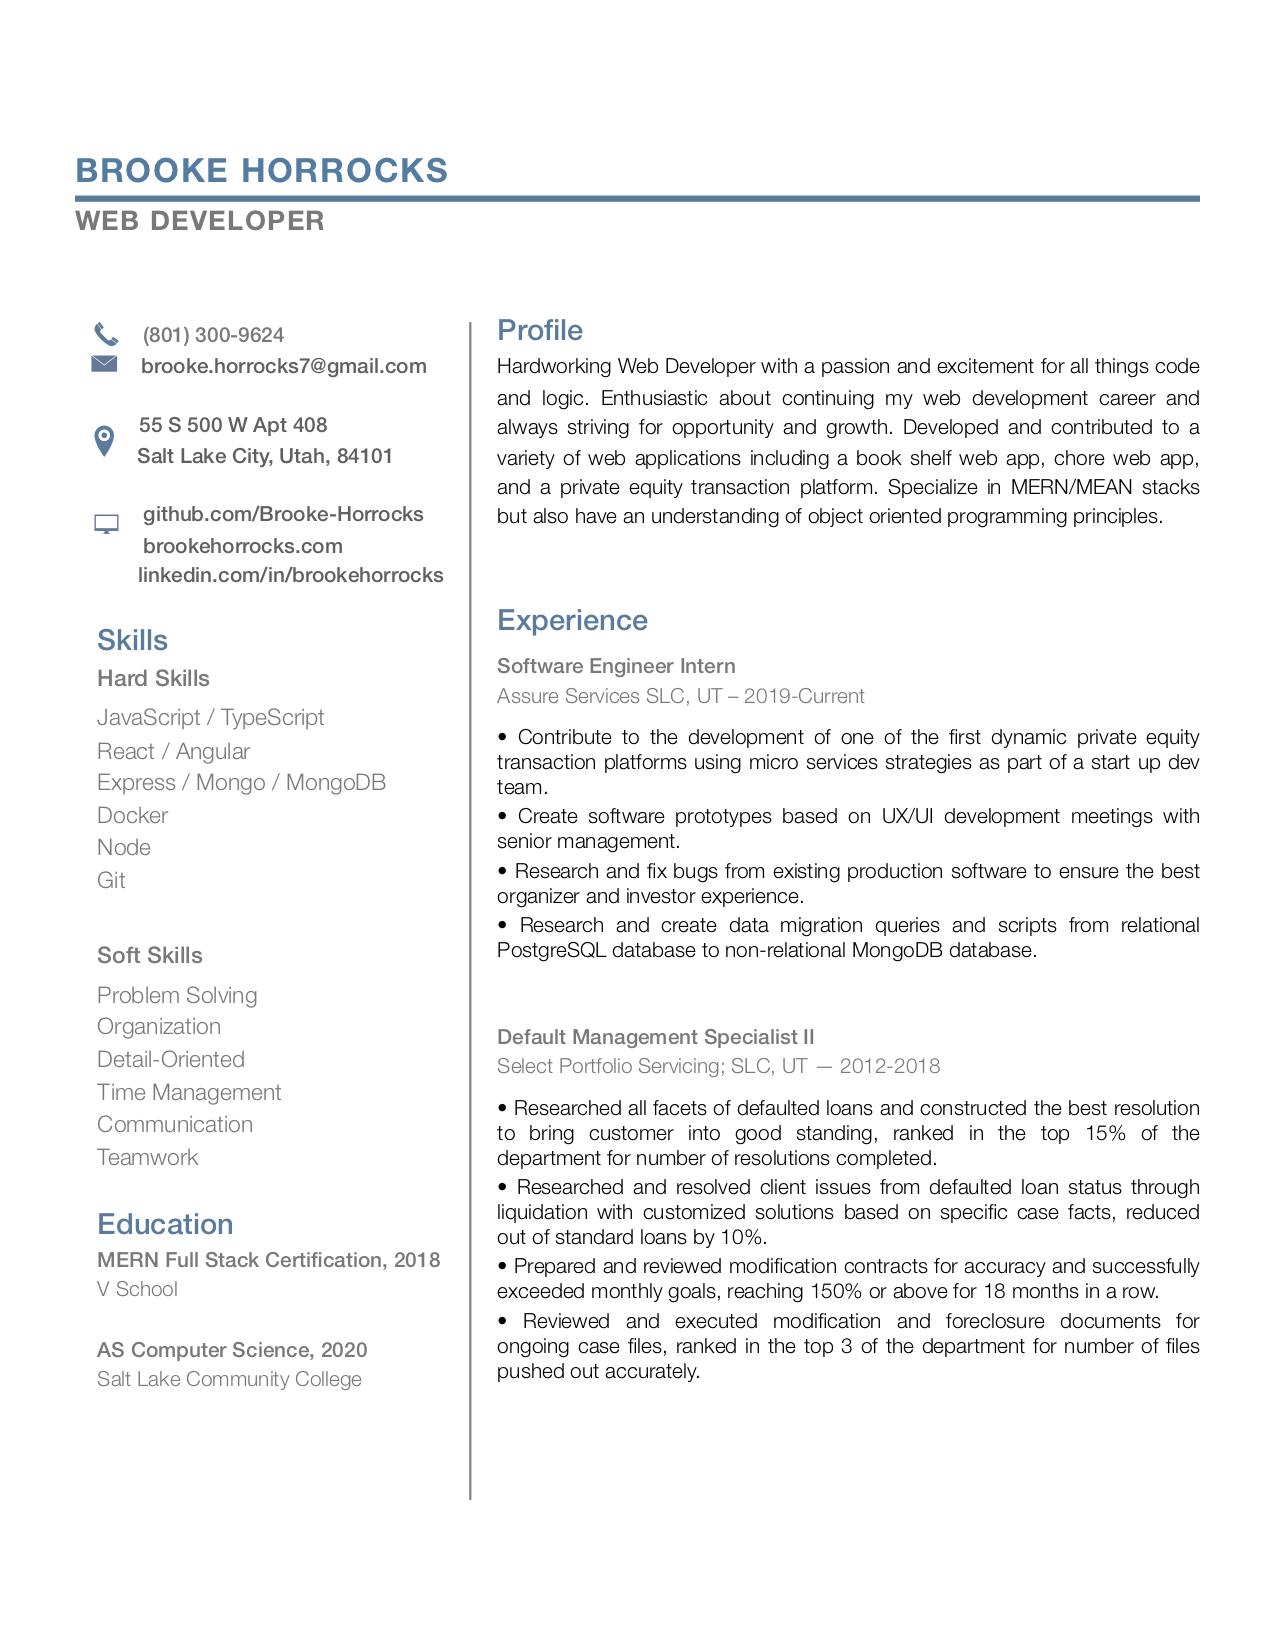 BROOKE HORROCKS
WEB DEVELOPER
(801) 300-9624
brooke.horrocks7@gmail.com
55 S 500 W Apt 408
Salt Lake City, Utah, 84101
github.com/Brooke-Horrocks
brookehorrocks.com
linkedin.com/in/brookehorrocks
Skills
Hard Skills
JavaScript / TypeScript
React / Angular
Express / Mongo / MongoDB
Docker
Node
Git
Soft Skills
Problem Solving
Organization
Detail-Oriented
Time Management
Communication
Teamwork
Education
MERN Full Stack Certification, 2018
V School
AS Computer Science, 2020
Salt Lake Community College
Profile
Hardworking Web Developer with a passion and excitement for all things code
and logic. Enthusiastic about continuing my web development career and
always striving for opportunity and growth. Developed and contributed to a
variety of web applications including a book shelf web app, chore web app,
and a private equity transaction platform. Specialize in MERN/MEAN stacks
but also have an understanding of object oriented programming principles.
Experience
Software Engineer Intern
Assure Services SLC, UT – 2019-Current
• Contribute to the development of one of the first dynamic private equity
transaction platforms using micro services strategies as part of a start up dev
team.
• Create software prototypes based on UX/UI development meetings with
senior management.
• Research and fix bugs from existing production software to ensure the best
organizer and investor experience.
• Research and create data migration queries and scripts from relational
PostgreSQL database to non-relational MongoDB database.
Default Management Specialist II
Select Portfolio Servicing; SLC, UT — 2012-2018
• Researched all facets of defaulted loans and constructed the best resolution
to bring customer into good standing, ranked in the top 15% of the
department for number of resolutions completed.
• Researched and resolved client issues from defaulted loan status through
liquidation with customized solutions based on specific case facts, reduced
out of standard loans by 10%.
• Prepared and reviewed modification contracts for accuracy and successfully
exceeded monthly goals, reaching 150% or above for 18 months in a row.
• Reviewed and executed modification and foreclosure documents for
ongoing case files, ranked in the top 3 of the department for number of files
pushed out accurately.